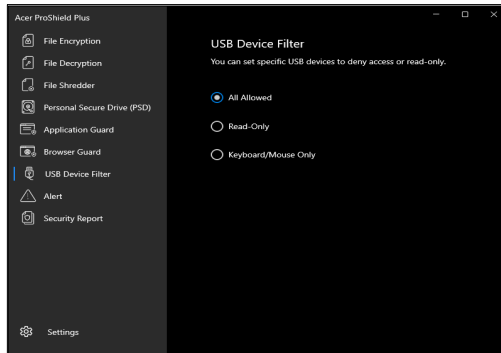 Acer ProShield Plus
File Encryption
File Decryption
File Shredder
Personal Secure Drive (PSD)
Application Guard
Browser Guard
USB Device Filter
Alert
Security Report
Settings
USB Device Filter
You can set specific USB devices to deny access or read-only.
All Allowed
Read-Only
Keyboard/Mouse Only